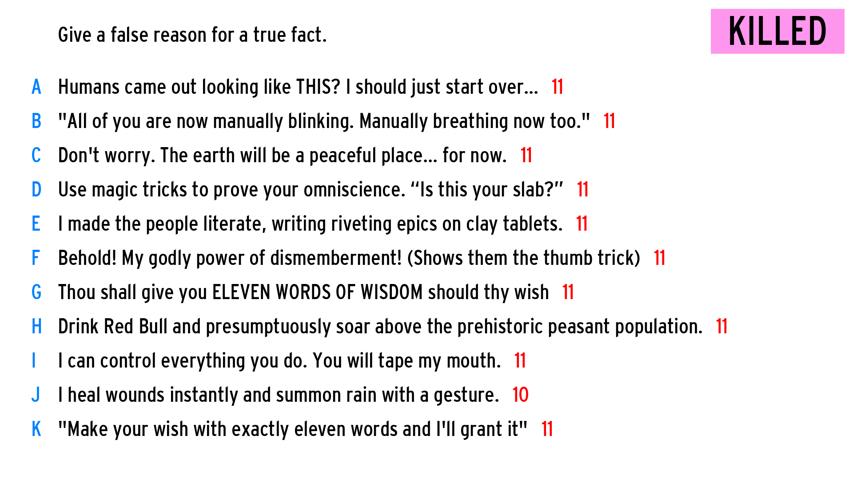 Give a false reason for a true fact.
KILLED
A Humans came out looking like THIS? I should just start over... 11
B "All of you are now manually blinking. Manually breathing now too." 11
C Don't worry. The earth will be a peaceful place... for now. 11
D Use magic tricks to prove your omniscience. “Is this your slab?” 11
E I made the people literate, writing riveting epics on clay tablets. 11
F Behold! My godly power of dismemberment! (Shows them the thumb trick) 11
G Thou shall give you ELEVEN WORDS OF WISDOM should thy wish 11
H Drink Red Bull and presumptuously soar above the prehistoric peasant population. 11
I I can control everything you do. You will tape my mouth. 11
J I heal wounds instantly and summon rain with a gesture. 10
K "Make your wish with exactly eleven words and I'll grant it" 11